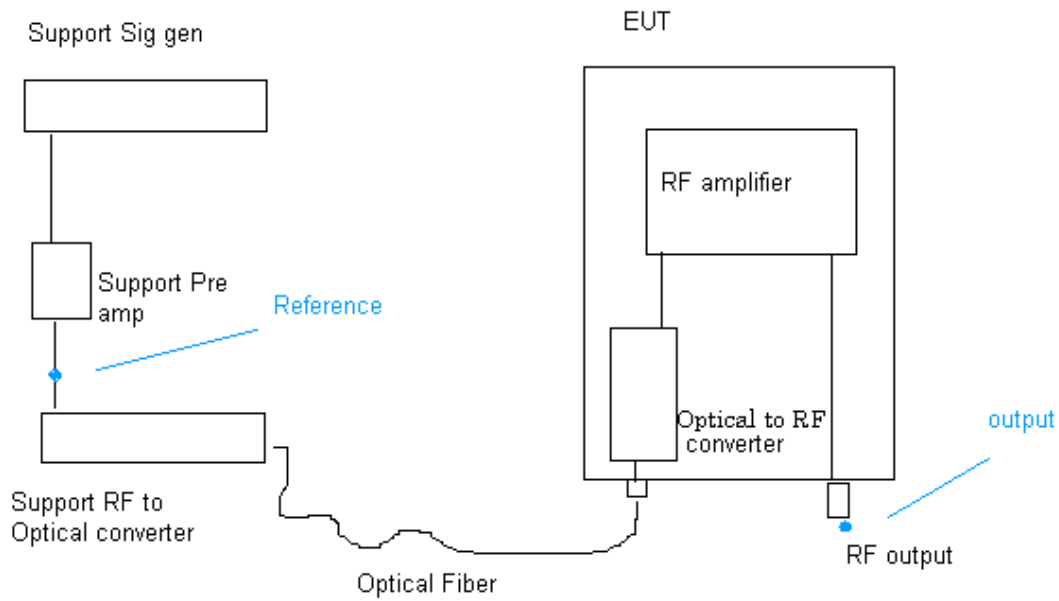 Support Sig gen
EUT
RF amplifier
Support Pre
amp
Reference
Optical to RF
converter
output
Support RF to
Optical converter
RF output
Optical Fiber